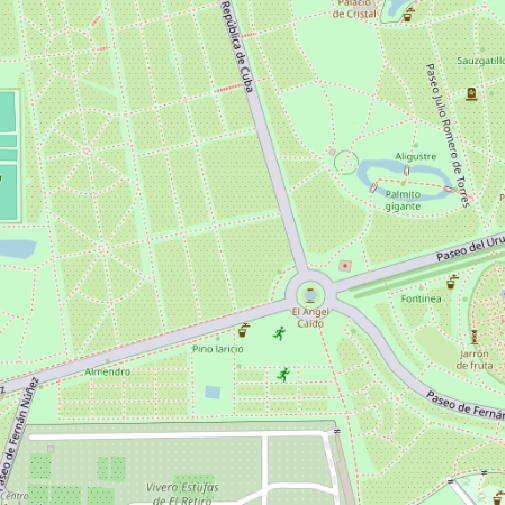 Palacio
de Cristal
República de Cuba
Sauzgatillo
Paseo Julio Romero de Torres
Aligustre
Palmito
gigante
Paseo del Uru
El Ángel
Caído
Fontinea
Pino laricio
Jarrón
de fruta
Almendro
Paseo de Fernán Núñez
Paseo de Fernán
Vivero Estufas
de El Retiro
Centro